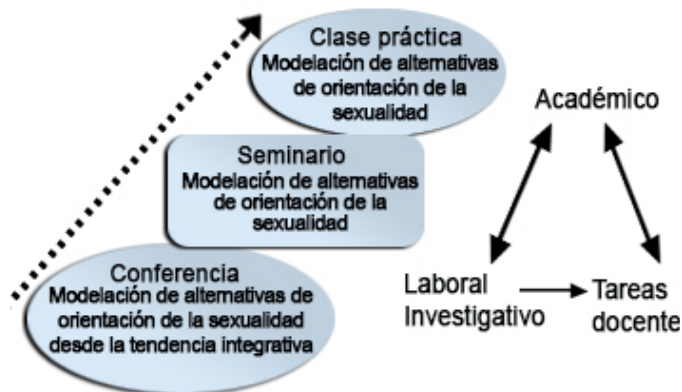 Clase práctica
Modelación de alternativas
de orientación de la
sexualidad
Seminario
Modelación de alternativas
de orientación de la
sexualidad
Conferencia
Modelación de alternativas de
orientación de la sexualidad
desde la tendencia integrativa
Académico
Laboral
Investigativo
Tareas
docente